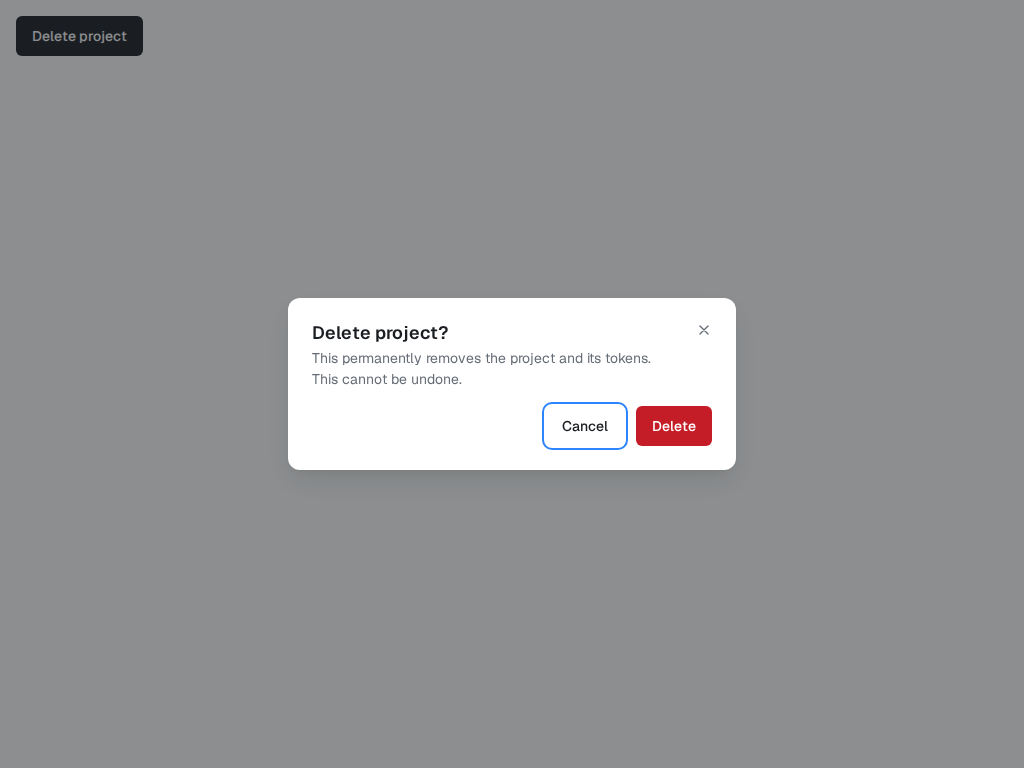 Delete project
Delete project?
This permanently removes the project and its tokens.
This cannot be undone.
Cancel
Delete